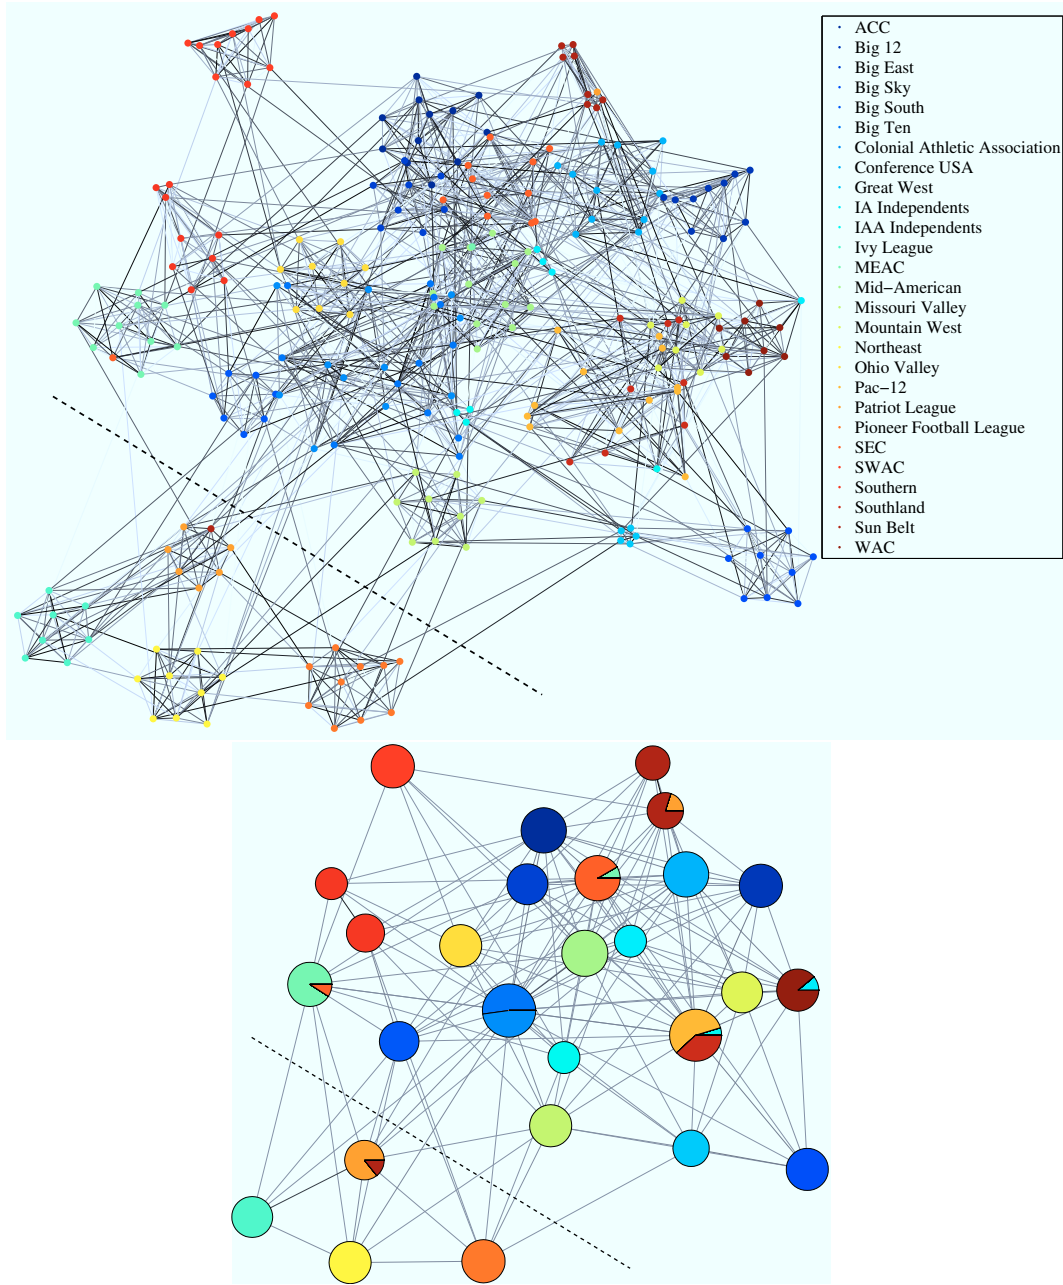 ACC
Big 12
Big East
Big Sky
Big South
Big Ten
Colonial Athletic Association
Conference USA
Great West
IA Independents
IAA Independents
Ivy League
MEAC
Mid−American
Missouri Valley
Mountain West
Northeast
Ohio Valley
Pac−12
Patriot League
Pioneer Football League
SEC
SWAC
Southern
Southland
Sun Belt
WAC